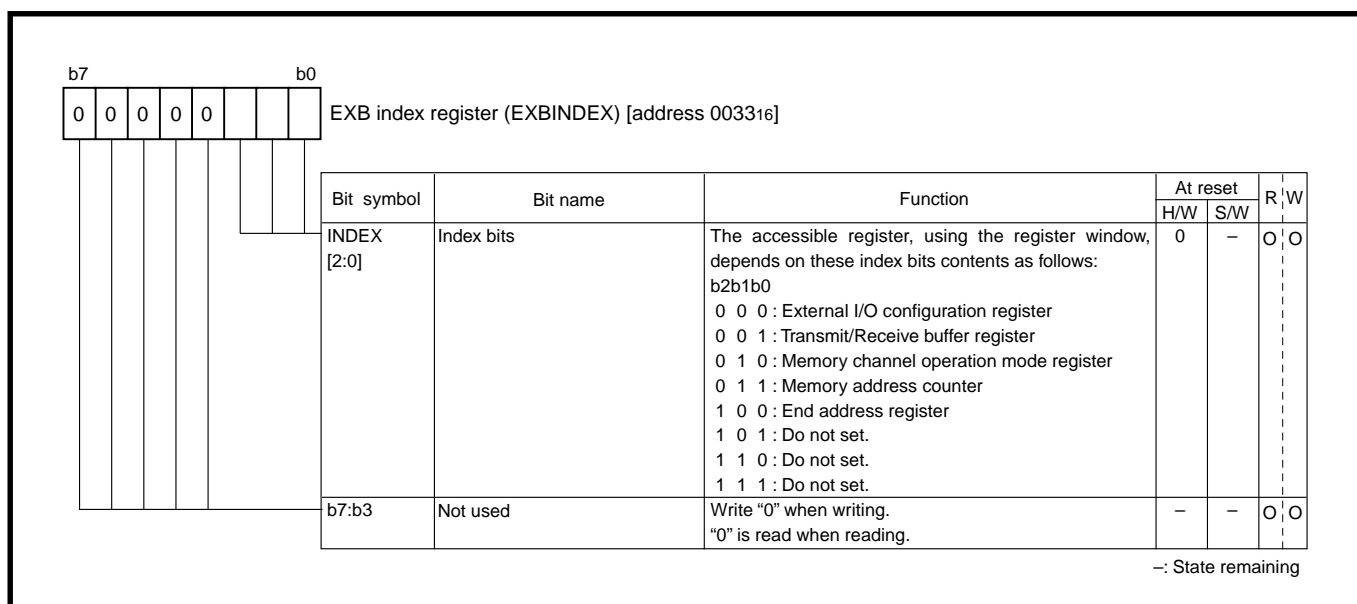 b7 b0
0 0 0 0 0 EXB index register (EXBINDEX) [address 003316]
Bit symbol Bit name Function At reset R W
H/W S/W
INDEX Index bits The accessible register, using the register window, 0 – O O
[2:0] depends on these index bits contents as follows:
b2b1b0
0 0 0 : External I/O configuration register
0 0 1 : Transmit/Receive buffer register
0 1 0 : Memory channel operation mode register
0 1 1 : Memory address counter
1 0 0 : End address register
1 0 1 : Do not set.
1 1 0 : Do not set.
1 1 1 : Do not set.
b7:b3 Not used Write “0” when writing. – – O O
“0” is read when reading.
–: State remaining